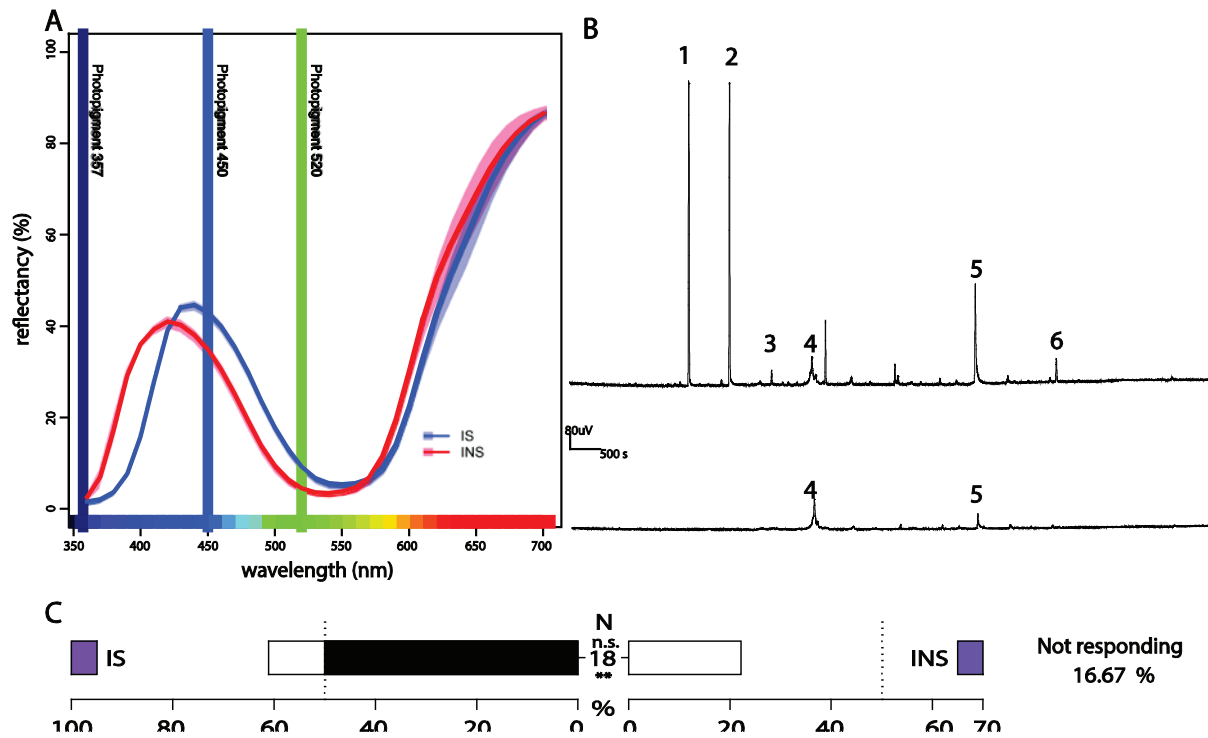 A
B
100
80
60
40
20
0
reflectancy (%)
Photopigment 357
Photopigment 450
Photopigment 520
IS
INS
350
400
450
500
550
600
650
700
wavelength (nm)
1
2
3
4
5
6
80uV
500 s
4
5
C
IS
N
n.s.
18
**
%
INS
Not responding
16.67 %
100
80
60
40
20
0
0
20
40
60
70